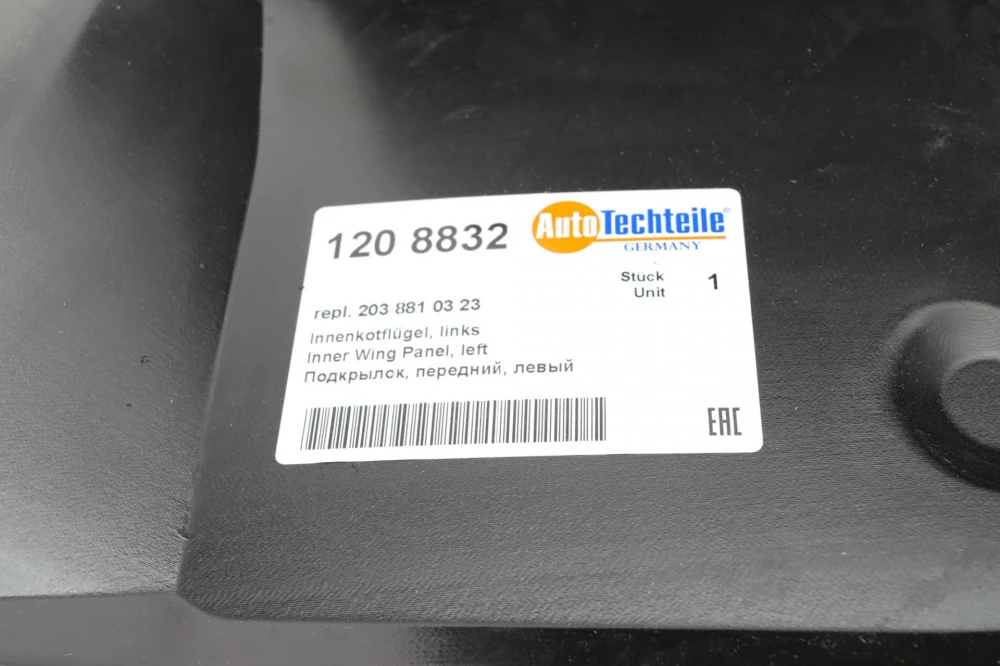 120 8832
AutoTechteile®
GERMANY
Stück 1
Unit
repl. 203 881 03 23
Innenkotflügel, links
Inner Wing Panel, left
Подкрылок, передний, левый
EAC